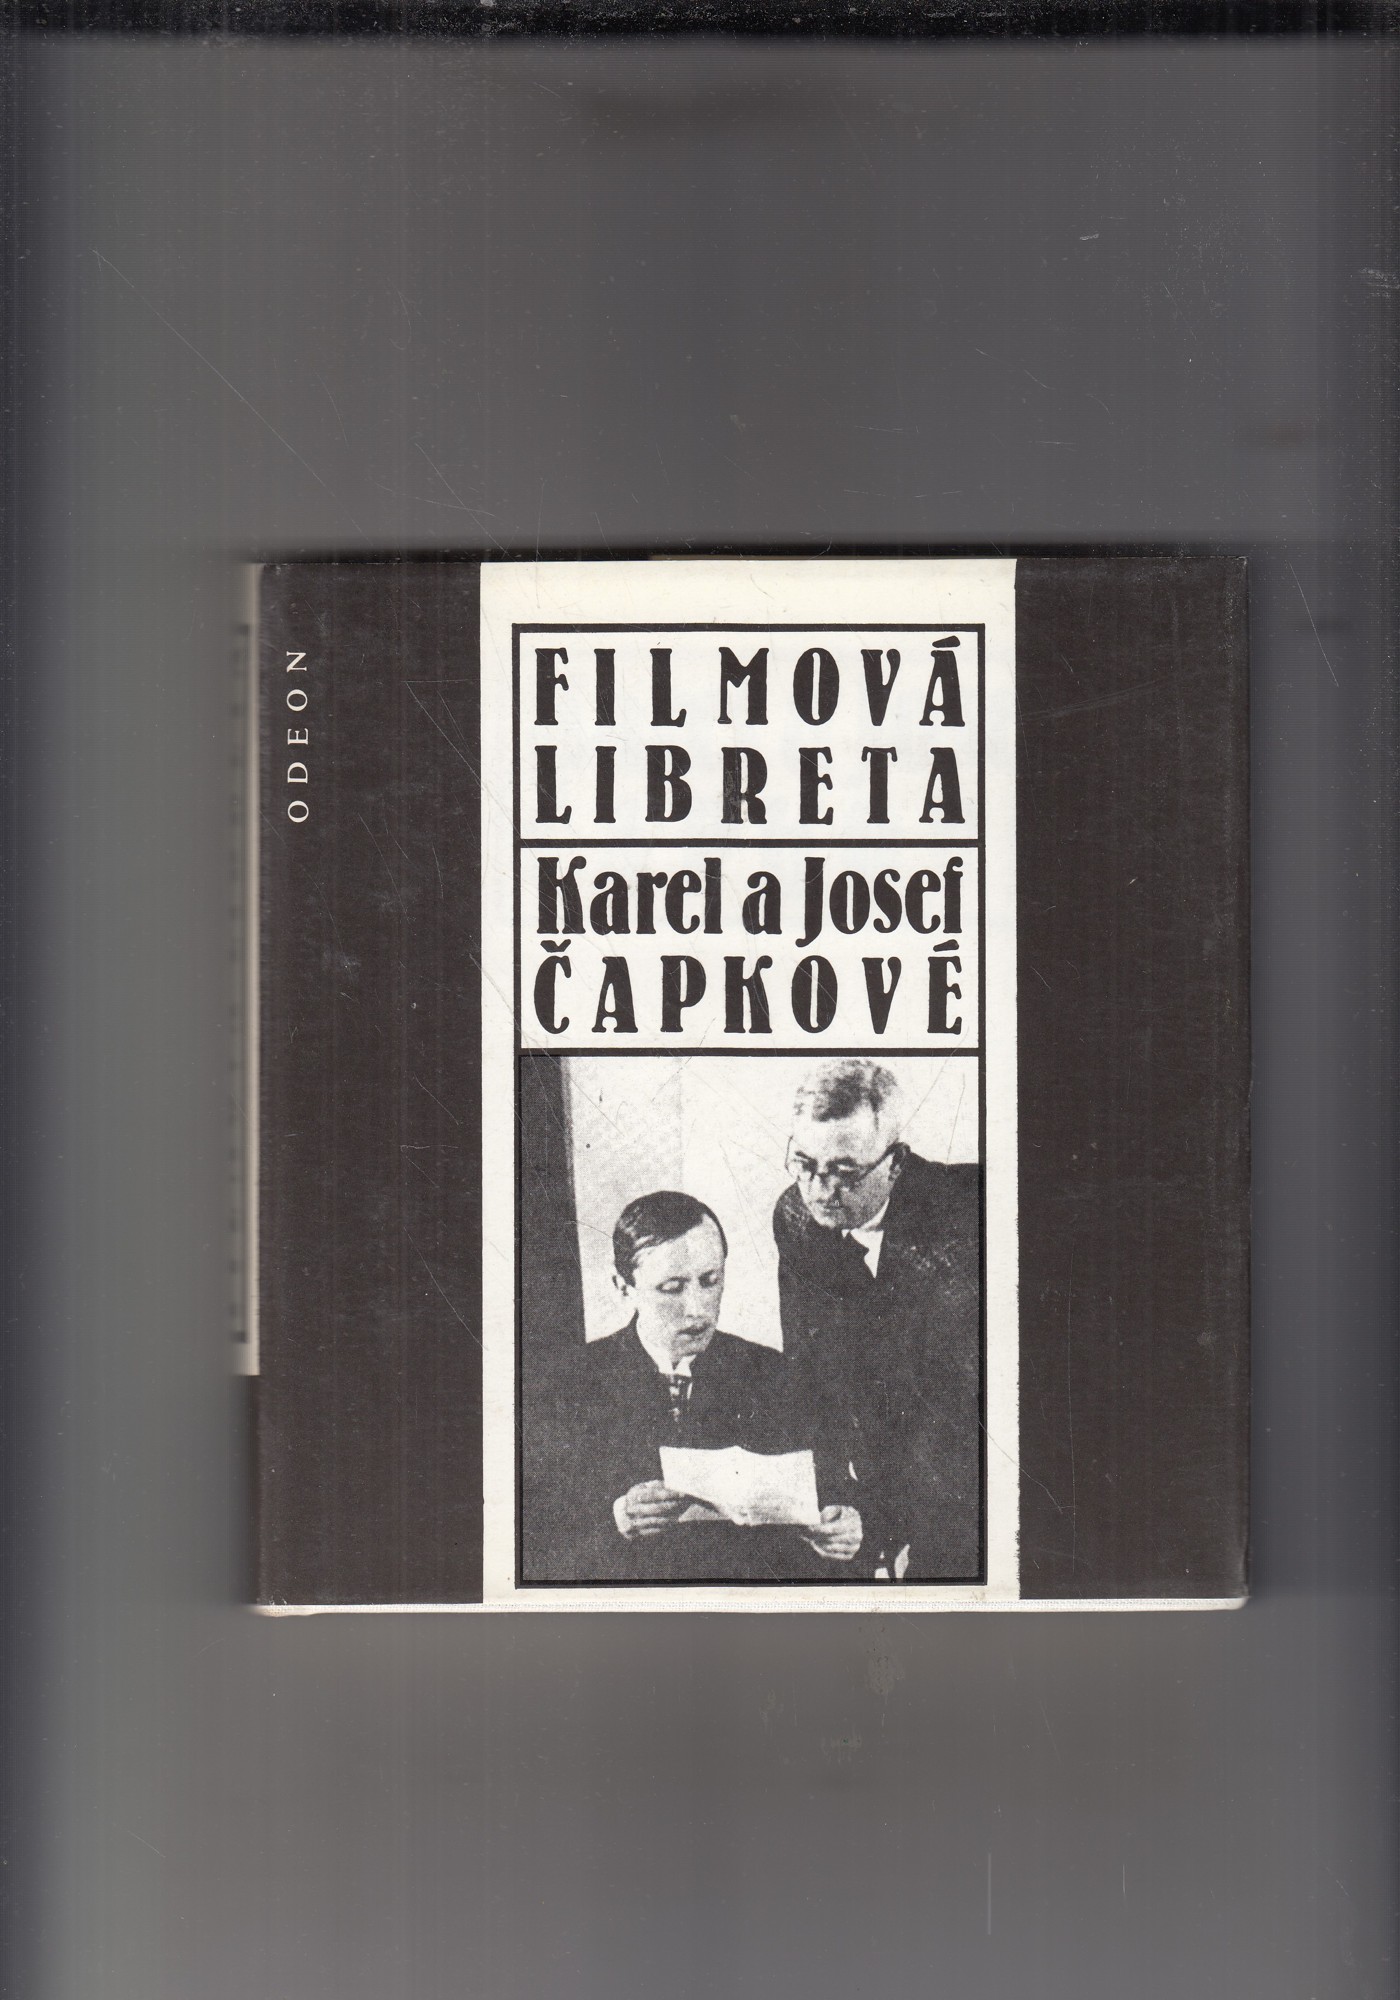 ODEON
FILMOVÁ
LIBRETA
Karel a Josef
ČAPKOVÉ